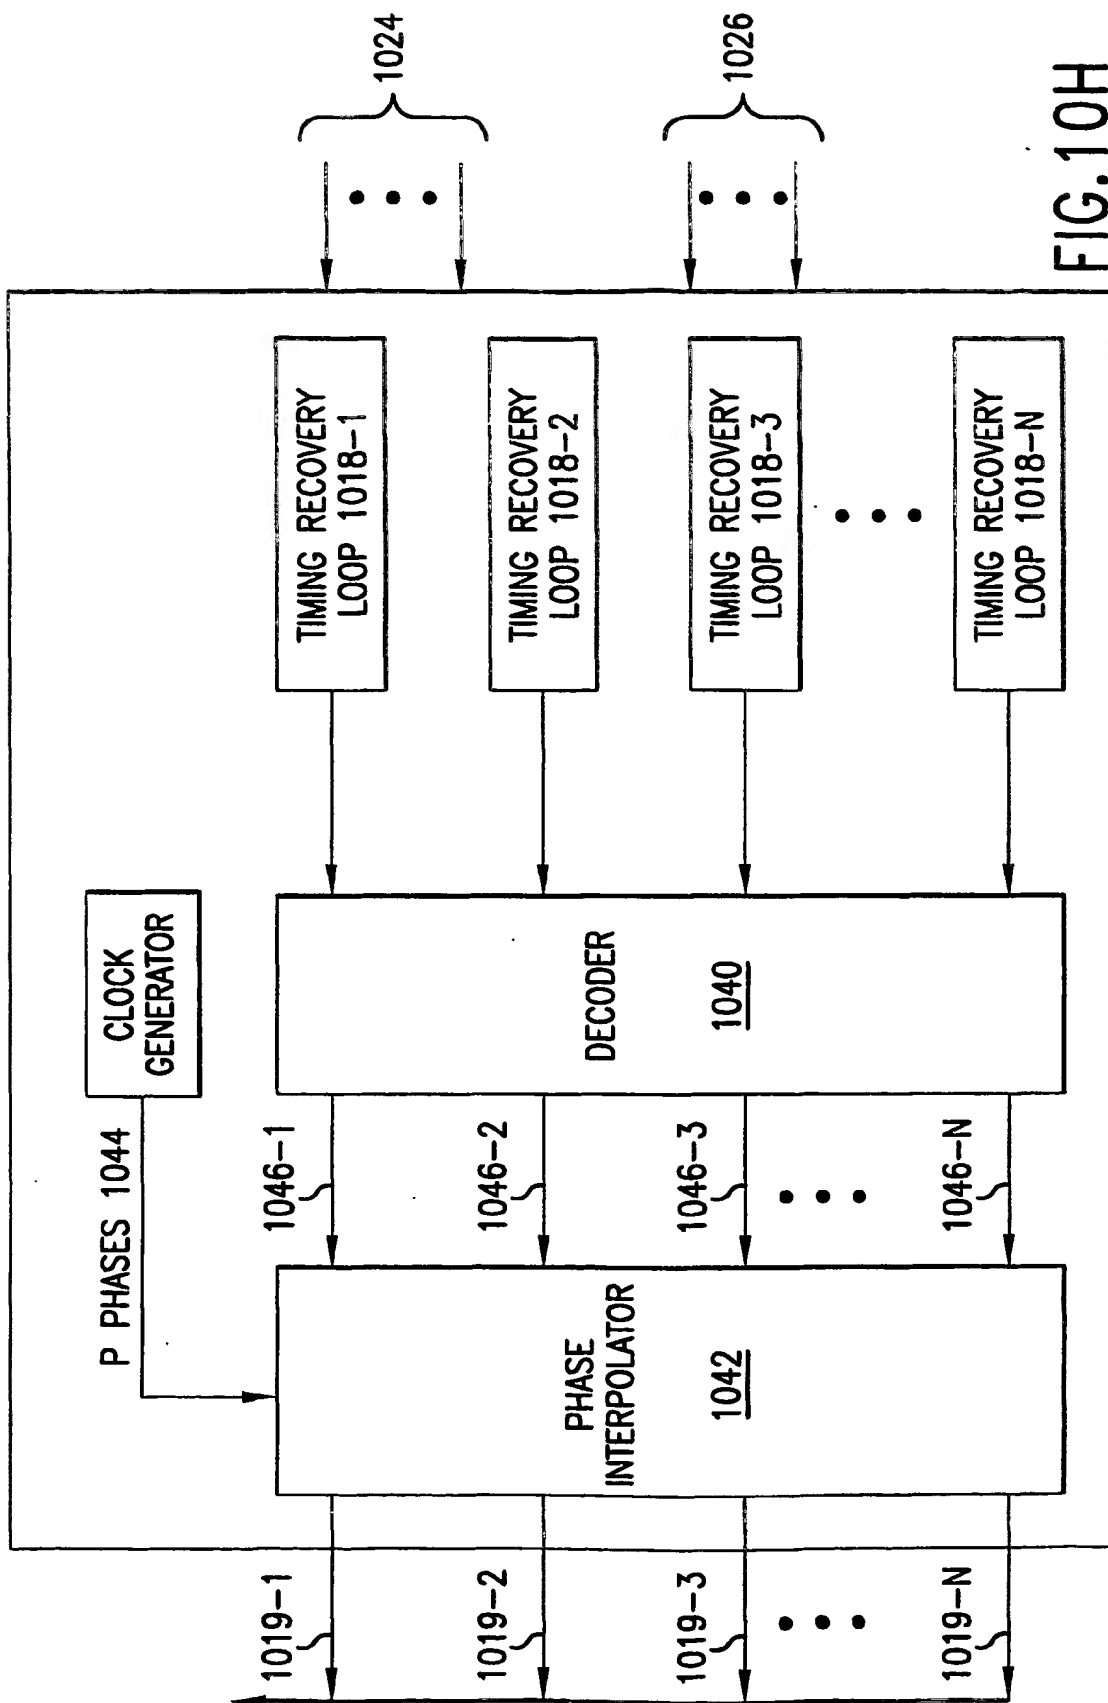 P PHASES 1044
CLOCK
GENERATOR
1019-1
1019-2
1019-3
1019-N
PHASE
INTERPOLATOR
1042
1046-1
1046-2
1046-3
1046-N
DECODER
1040
TIMING RECOVERY
LOOP 1018-1
TIMING RECOVERY
LOOP 1018-2
TIMING RECOVERY
LOOP 1018-3
TIMING RECOVERY
LOOP 1018-N
1024
1026
FIG.10H